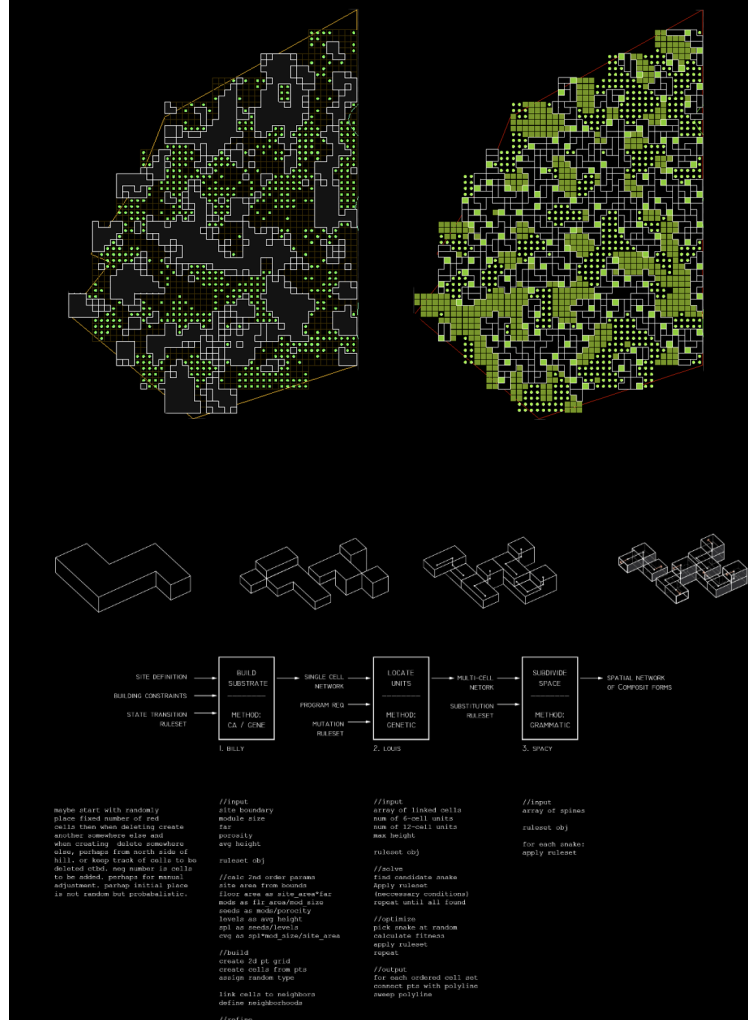 SITE DEFINITION
BUILDING CONSTRAINTS
STATE TRANSITION
RULESET
BUILD
SUBSTRATE
METHOD:
CA / GENE
1. BILLY
SINGLE CELL
NETWORK
PROGRAM REQ
MUTATION
RULESET
LOCATE
UNITS
METHOD:
GENETIC
2. LOUIS
MULTI-CELL
NETORK
SUBSTITUTION
RULESET
SUBDIVIDE
SPACE
METHOD:
GRAMMATIC
3. SPACY
SPATIAL NETWORK
OF COMPOSIT FORMS
maybe start with randomly
place fixed number of red
cells then when deleting create
another somewhere else and
when creating delete somewhere
else, perhaps from north side of
hill. or keep track of cells to be
deleted ctbd. neg number is cells
to be added. perhaps for manual
adjustment. parhap initial place
is not random but probabilistic.
//input
site boundary
module size
far
porosity
avg height
ruleset obj
//calc 2nd order params
site area from bounds
floor area as site_area*far
mods as flr area/mod_size
seeds as mods/porocity
levels as avg height
spl as seeds/levels
cvg as spl*mod_size/site_area
//build
create 2d pt grid
create cells from pts
assign random type
link cells to neighbors
define neighborhoods
//input
array of linked cells
num of 6-cell units
num of 12-cell units
max height
ruleset obj
//solve
find candidate snake
Apply ruleset
(neccessary conditions)
repeat until all found
//optimize
pick snake at random
calculate fitness
apply ruleset
repeat
//output
for each ordered cell set
connect pts with polyline
sweep polyline
//input
array of spines
ruleset obj
for each snake:
apply ruleset